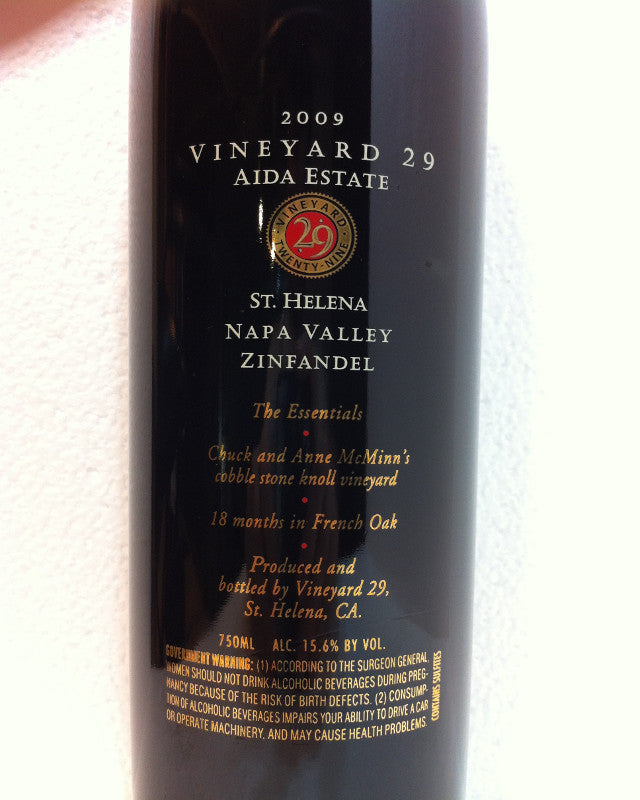 2009
VINEYARD 29
AIDA ESTATE
VINEYARD
29
TWENTY-NINE
ST. HELENA
NAPA VALLEY
ZINFANDEL
The Essentials
Chuck and Anne McMinn's
cobble stone knoll vineyard
18 months in French Oak
Produced and
bottled by Vineyard 29,
St. Helena, CA.
750ML ALC. 15.6% BY VOL.
GOVERNMENT WARNING: (1) ACCORDING TO THE SURGEON GENERAL,
WOMEN SHOULD NOT DRINK ALCOHOLIC BEVERAGES DURING PREG-
NANCY BECAUSE OF THE RISK OF BIRTH DEFECTS. (2) CONSUMP-
TION OF ALCOHOLIC BEVERAGES IMPAIRS YOUR ABILITY TO DRIVE A CAR
OR OPERATE MACHINERY, AND MAY CAUSE HEALTH PROBLEMS.
CONTAINS SULFITES